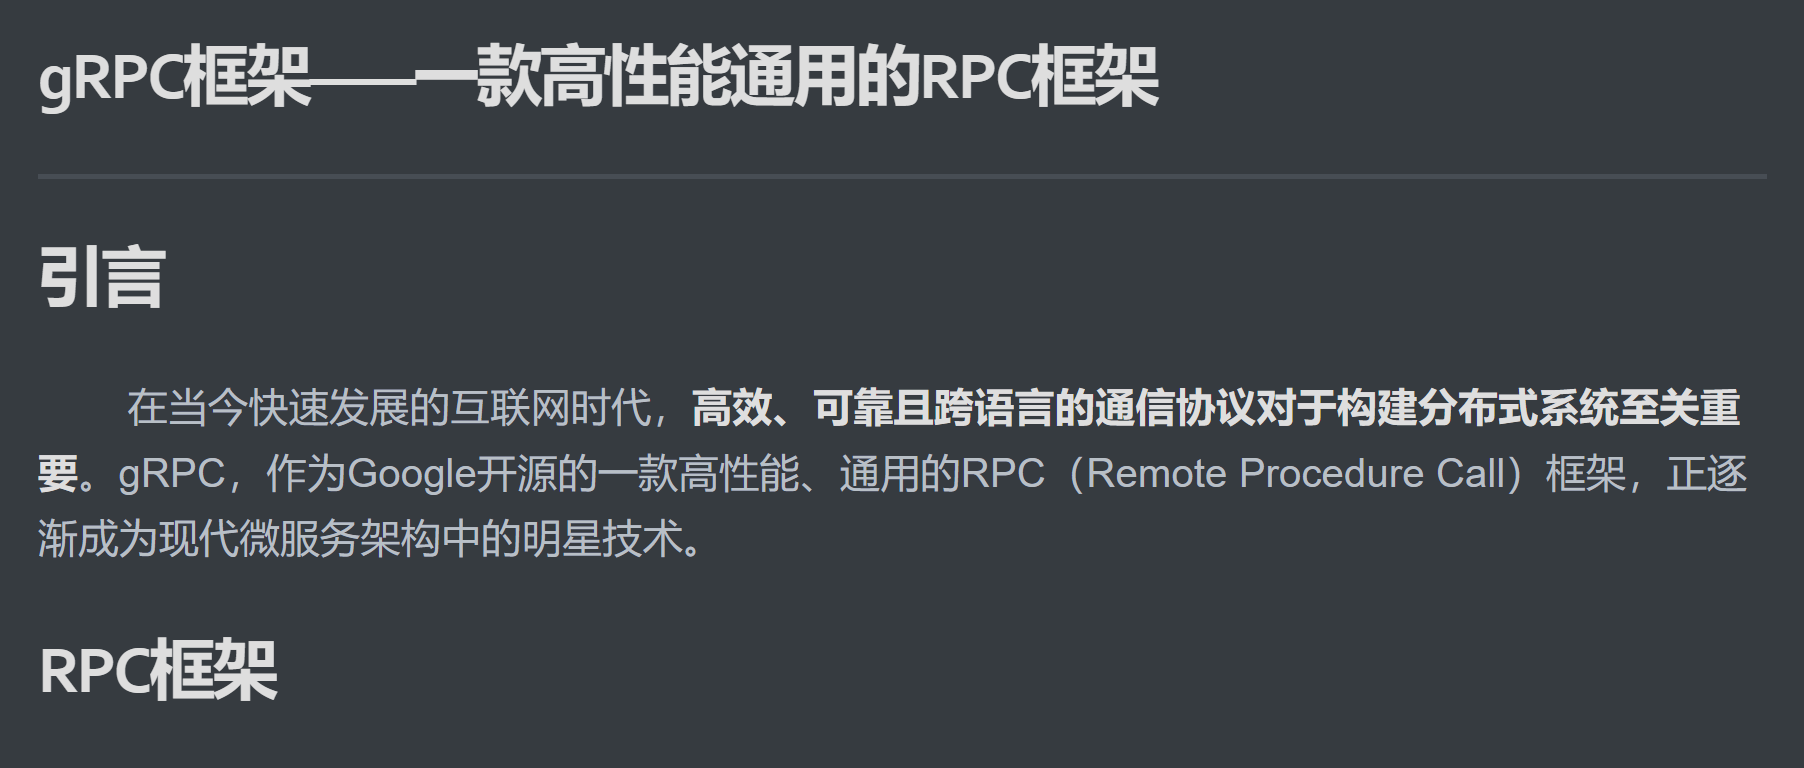 gRPC框架——一款高性能通用的RPC框架
引言
在当今快速发展的互联网时代，高效、可靠且跨语言的通信协议对于构建分布式系统至关重
要。gRPC，作为Google开源的一款高性能、通用的RPC（Remote Procedure Call）框架，正逐
渐成为现代微服务架构中的明星技术。
RPC框架